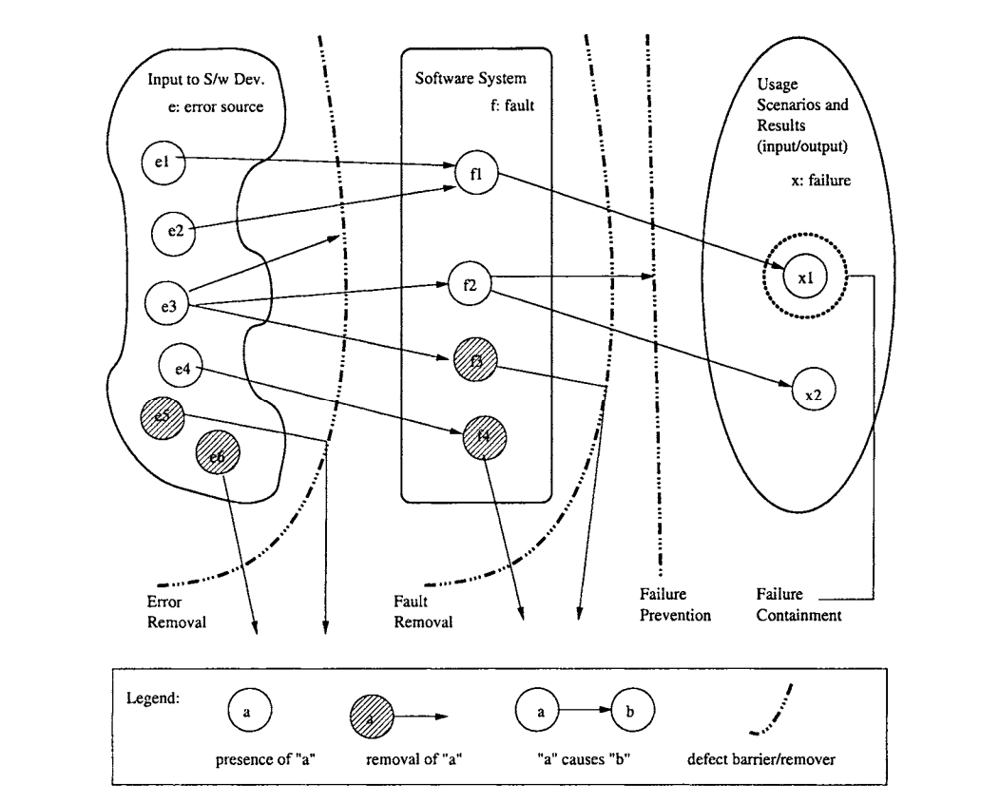 Input to S/w Dev.
e: error source
e1
e2
e3
e4
e5
e6
Software System
f: fault
f1
f2
f3
f4
Usage
Scenarios and
Results
(input/output)
x: failure
x1
x2
Error
Removal
Fault
Removal
Failure
Prevention
Failure
Containment
Legend:
a
a
a
b
presence of "a"
removal of "a"
"a" causes "b"
defect barrier/remover